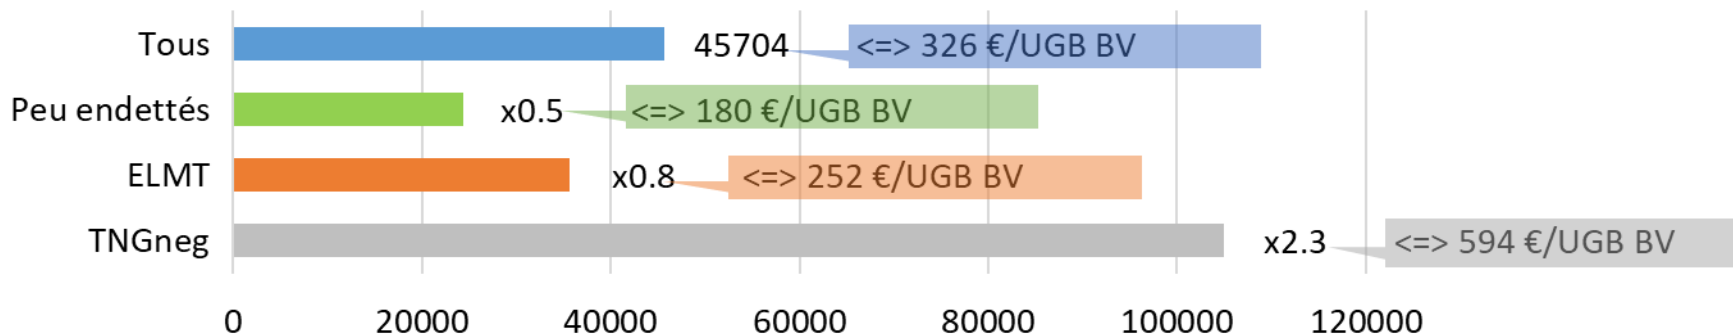 Tous 45704 <=> 326 €/UGB BV
Peu endettés x0.5 <=> 180 €/UGB BV
ELMT x0.8 <=> 252 €/UGB BV
TNGneg x2.3 <=> 594 €/UGB BV
0 20000 40000 60000 80000 100000 120000